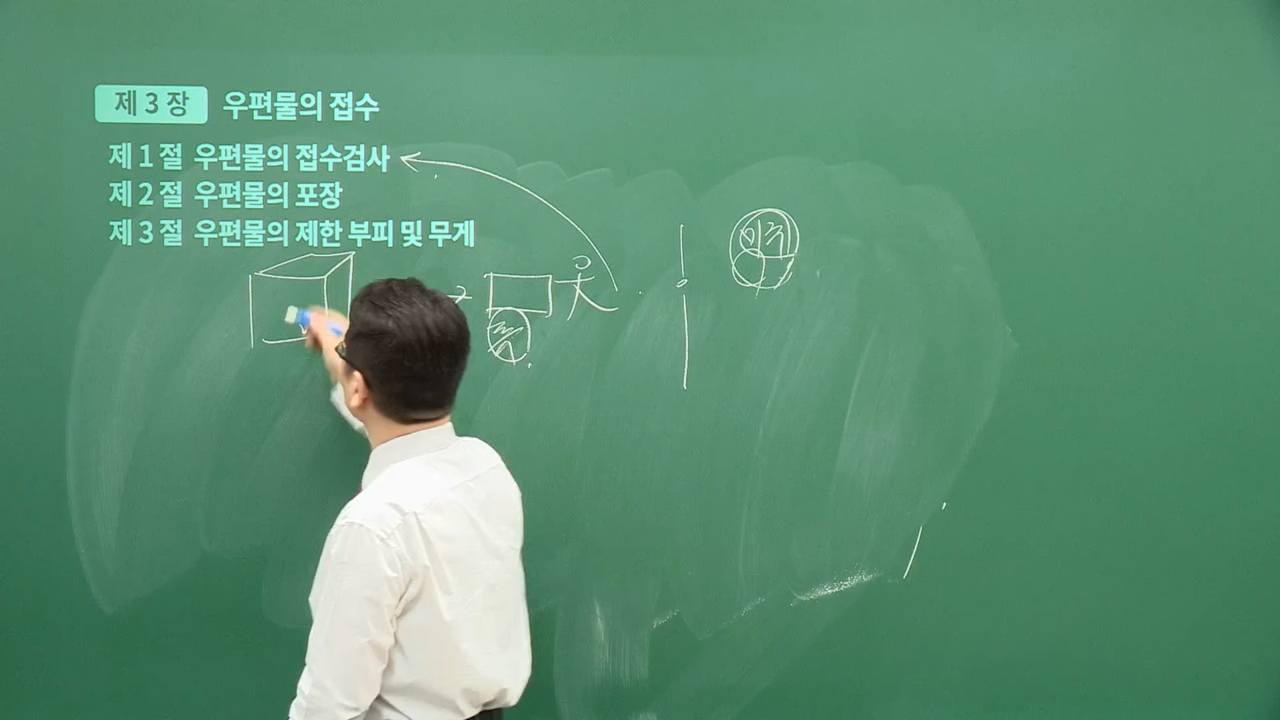 제 3 장 우편물의 접수
제 1 절 우편물의 접수검사
제 2 절 우편물의 포장
제 3 절 우편물의 제한 부피 및 무게